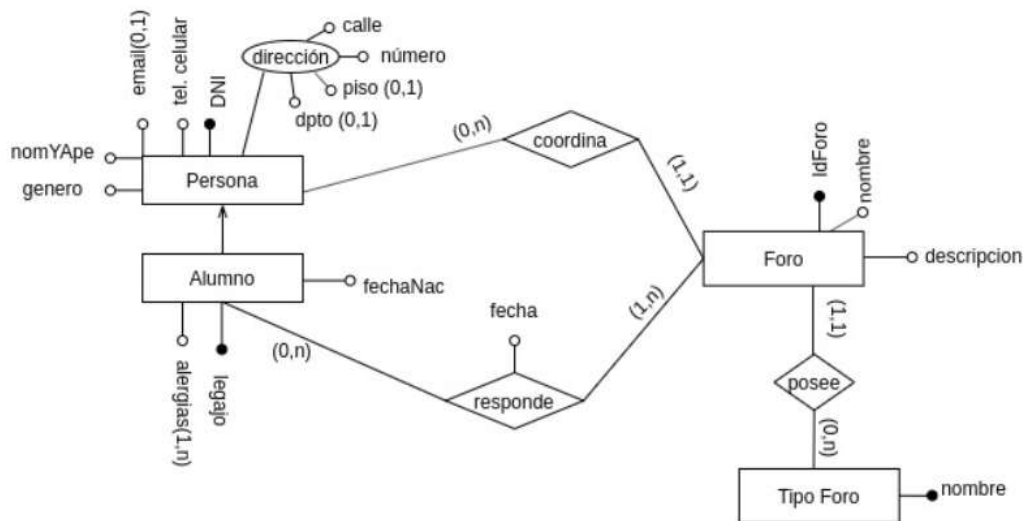 calle
dirección
número
piso (0,1)
dpto (0,1)
email(0,1)
tel. celular
DNI
nomYApe
genero
Persona
(0,n)
coordina
(1,1)
IdForo
nombre
Foro
descripcion
Alumno
fechaNac
alergias(1,n)
legajo
(0,n)
fecha
responde
(1,n)
(1,1)
posee
(0,n)
Tipo Foro
nombre